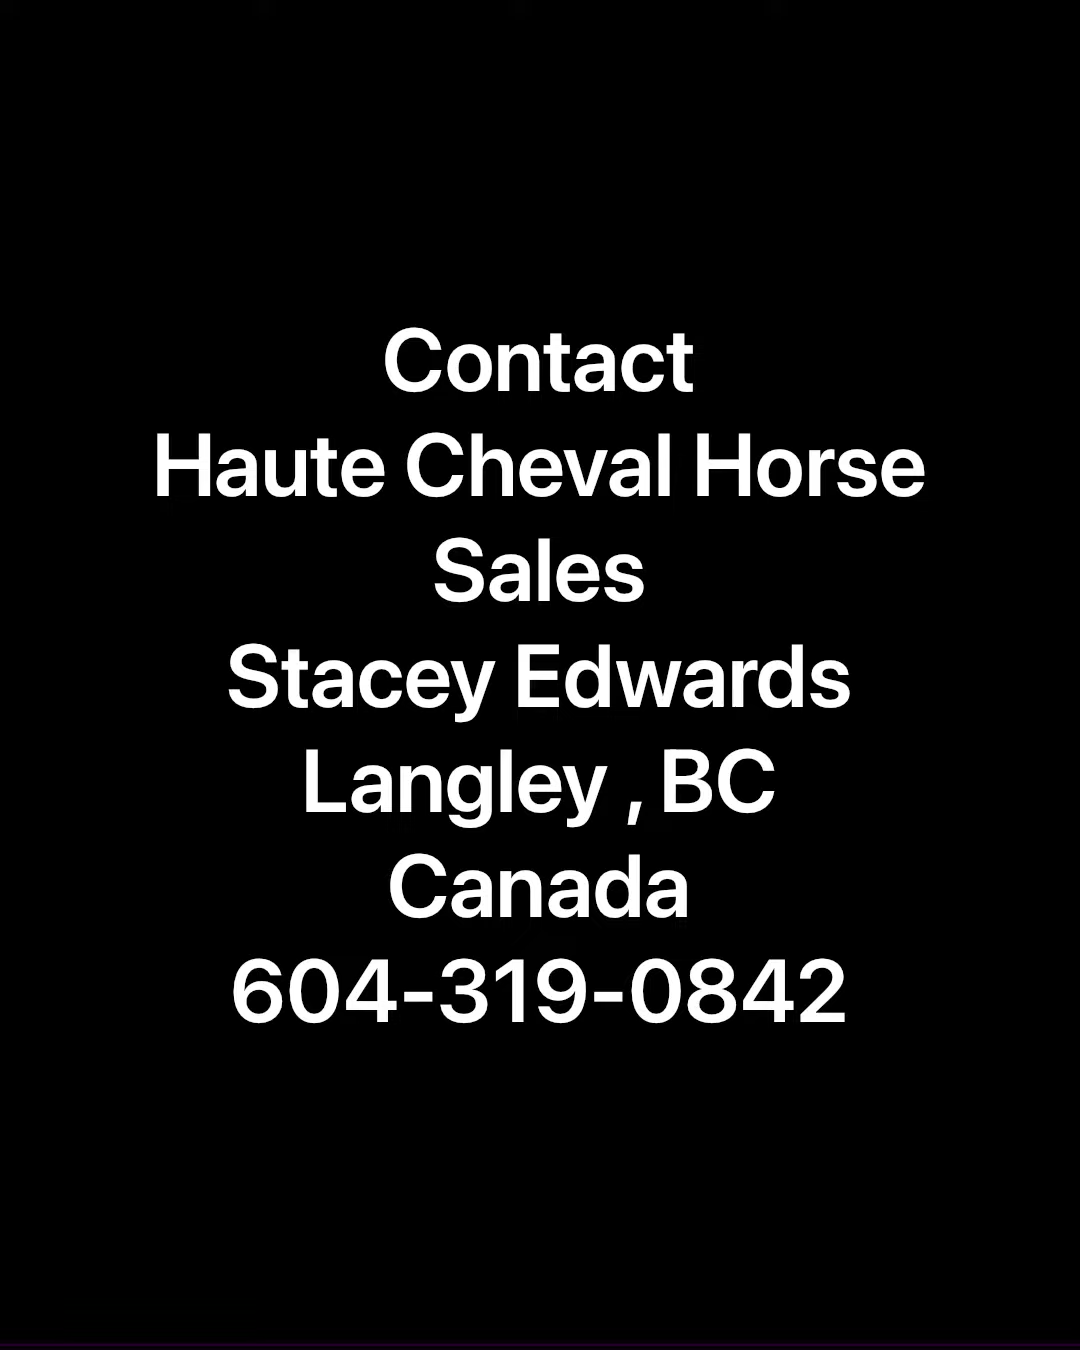 Contact
Haute Cheval Horse
Sales
Stacey Edwards
Langley , BC
Canada
604-319-0842